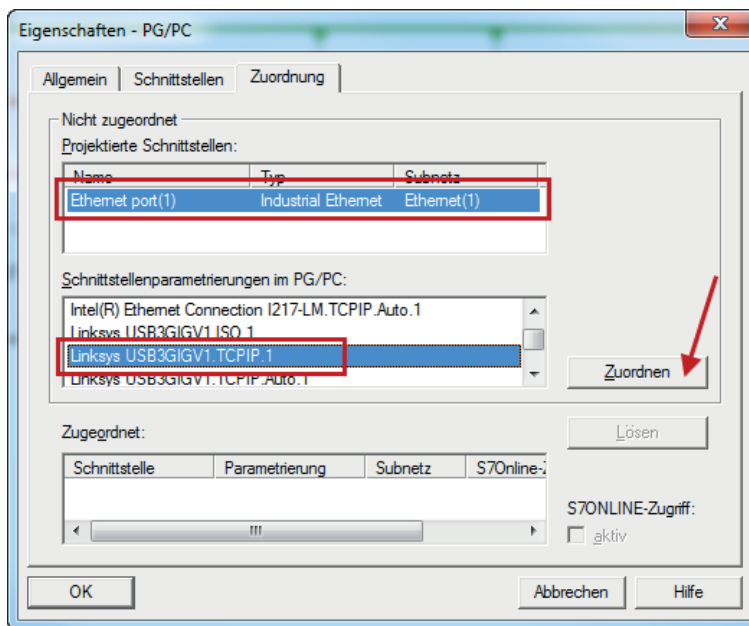 Eigenschaften - PG/PC
Allgemein Schnittstellen Zuordnung
Nicht zugeordnet
Projektierte Schnittstellen:
Name Typ Subnetz
Ethernet port(1) Industrial Ethernet Ethernet(1)
Schnittstellenparametrierungen im PG/PC:
Intel(R) Ethernet Connection I217-LM.TCPIP.Auto.1
Linksys USB3GIGV1.ISO.1
Linksys USB3GIGV1.TCPIP.1
Linksys USB3GIGV1.TCPIP.Auto.1
Zuordnen
Zugeordnet:
Lösen
Schnittstelle Parametrierung Subnetz S7Online-Z
S7ONLINE-Zugriff:
aktiv
OK Abbrechen Hilfe